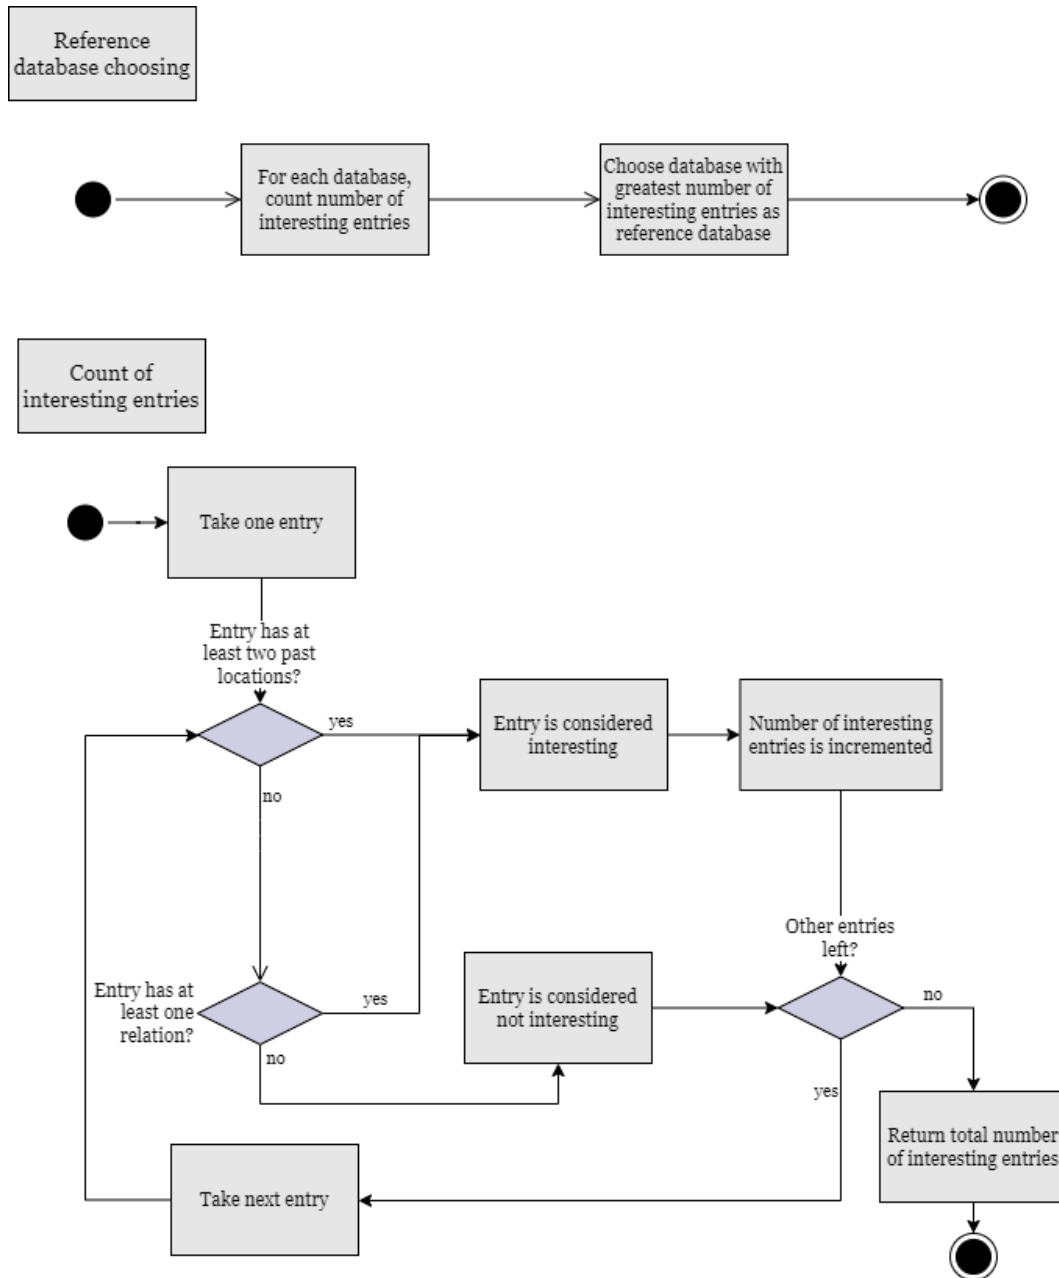 Reference
database choosing
For each database,
count number of
interesting entries
Choose database with
greatest number of
interesting entries as
reference database
Count of
interesting entries
Take one entry
Entry has at
least two past
locations?
yes
no
Entry is considered
interesting
Number of interesting
entries is incremented
Entry has at
least one
relation?
yes
no
Entry is considered
not interesting
Other entries
left?
no
yes
Return total number
of interesting entries
Take next entry